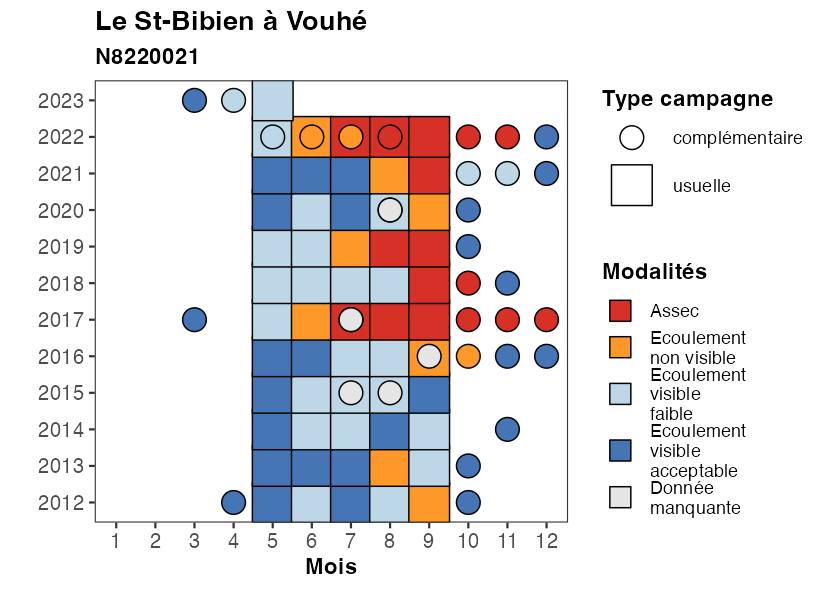 Le St-Bibien à Vouhé
N8220021
2023
2022
2021
2020
2019
2018
2017
2016
2015
2014
2013
2012
1 2 3 4 5 6 7 8 9 10 11 12
Mois
Type campagne
complémentaire
usuelle
Modalités
Assec
Ecoulement
non visible
Ecoulement
visible
faible
Ecoulement
visible
acceptable
Donnée
manquante